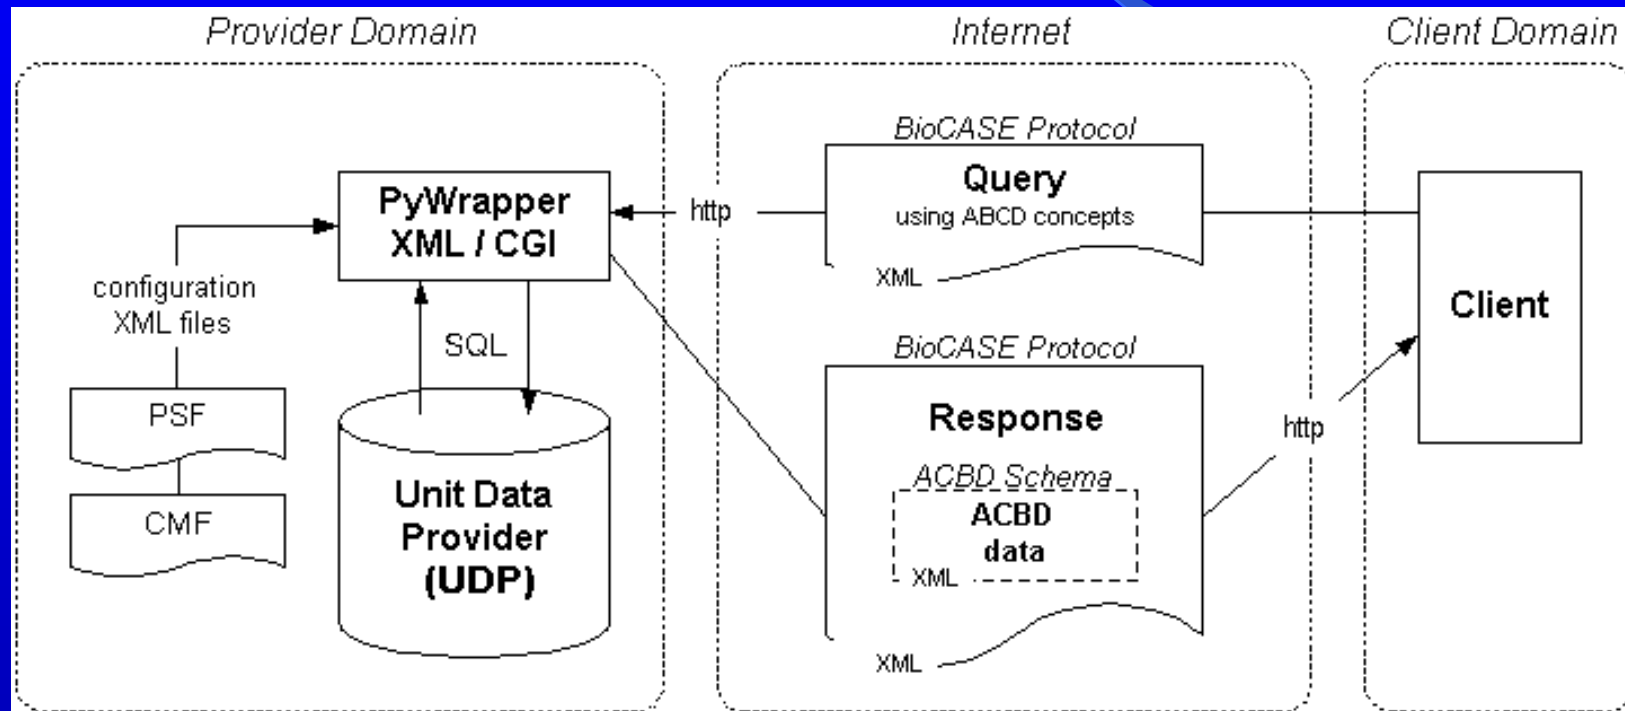 Provider Domain
Internet
Client Domain
PyWrapper
XML / CGI
configuration
XML files
SQL
PSF
CMF
Unit Data
Provider
(UDP)
http
BioCASE Protocol
Query
using ABCD concepts
XML
BioCASE Protocol
Response
ACBD Schema
ACBD
data
XML
XML
http
Client